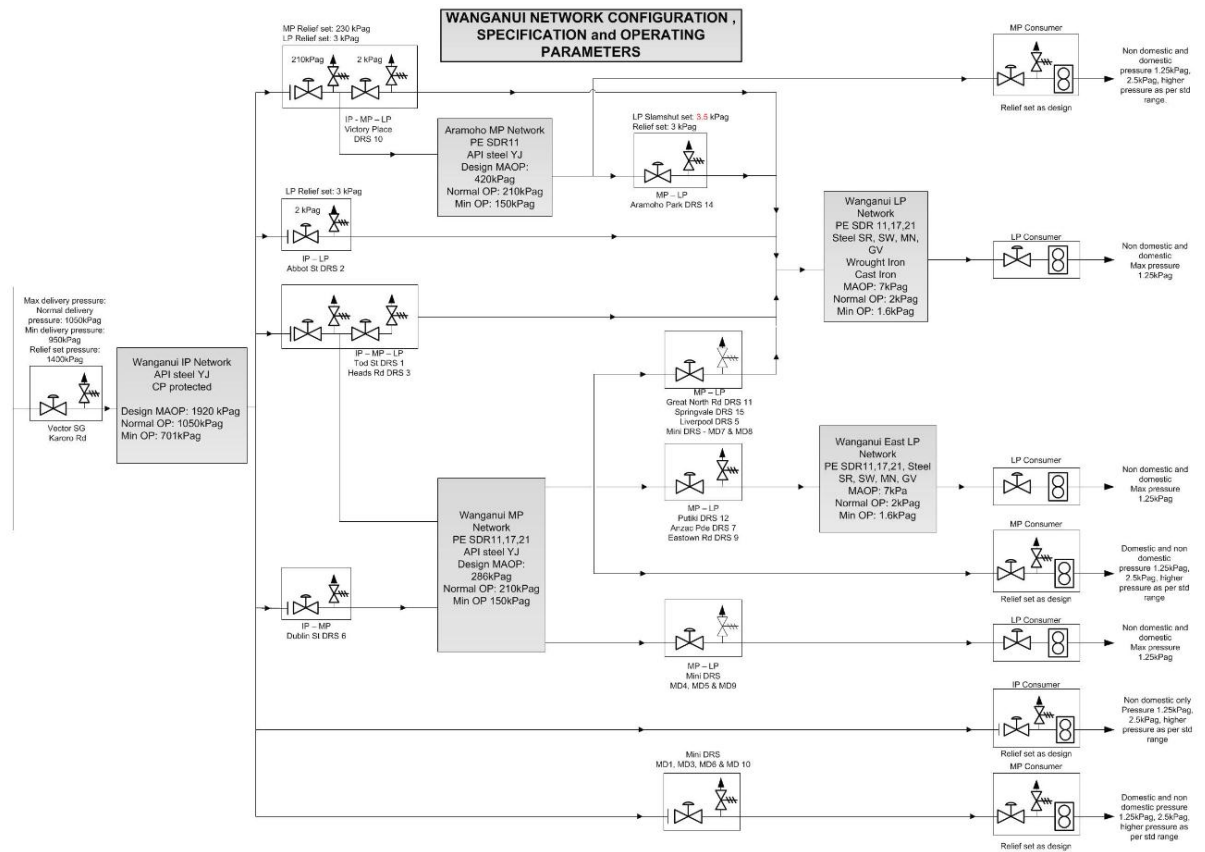 WANGANUI NETWORK CONFIGURATION ,
SPECIFICATION and OPERATING
PARAMETERS
MP Relief set: 230 kPag
LP Relief set: 3 kPag
210kPag
2 kPag
IP - MP – LP
Victory Place
DRS 10
Aramoho MP Network
PE SDR11
API steel YJ
Design MAOP:
420kPag
Normal OP: 210kPag
Min OP: 150kPag
LP Slamshut set: 3.5 kPag
Relief set: 3 kPag
MP – LP
Aramoho Park DRS 14
MP Consumer
Relief set as design
Non domestic and
domestic
pressure 1.25kPag,
2.5kPag, higher
pressure as per std
range.
LP Relief set: 3 kPag
2 kPag
IP – LP
Abbot St DRS 2
Wanganui LP
Network
PE SDR 11,17,21
Steel SR, SW, MN,
GV
Wrought Iron
Cast Iron
MAOP: 7kPag
Normal OP: 2kPag
Min OP: 1.6kPag
LP Consumer
Non domestic and
domestic
Max pressure
1.25kPag
Max delivery pressure:
Normal delivery
pressure: 1050kPag
Min delivery pressure:
950kPag
Relief set pressure:
1400kPag
Vector SG
Karoro Rd
Wanganui IP Network
API steel YJ
CP protected
Design MAOP: 1920 kPag
Normal OP: 1050kPag
Min OP: 701kPag
IP – MP – LP
Tod St DRS 1
Heads Rd DRS 3
MP – LP
Great North Rd DRS 11
Springvale DRS 15
Liverpool DRS 5
Mini DRS - MD7 & MD8
Wanganui East LP
Network
PE SDR11,17,21, Steel
SR, SW, MN, GV
MAOP: 7kPa
Normal OP: 2kPag
Min OP: 1.6kPag
LP Consumer
Non domestic and
domestic
Max pressure
1.25kPag
MP – LP
Putiki DRS 12
Anzac Pde DRS 7
Eastown Rd DRS 9
Wanganui MP
Network
PE SDR11,17,21
API steel YJ
Design MAOP:
286kPag
Normal OP: 210kPag
Min OP 150kPag
MP Consumer
Relief set as design
Domestic and non
domestic
pressure 1.25kPag,
2.5kPag, higher
pressure as per std
range
IP – MP
Dublin St DRS 6
MP – LP
Mini DRS
MD4, MD5 & MD9
LP Consumer
Non domestic and
domestic
Max pressure
1.25kPag
IP Consumer
Relief set as design
Non domestic only
Pressure 1.25kPag,
2.5kPag, higher
pressure as per std
range
Mini DRS
MD1, MD3, MD6 & MD 10
MP Consumer
Relief set as design
Domestic and non
domestic pressure
1.25kPag, 2.5kPag,
higher pressure as
per std range